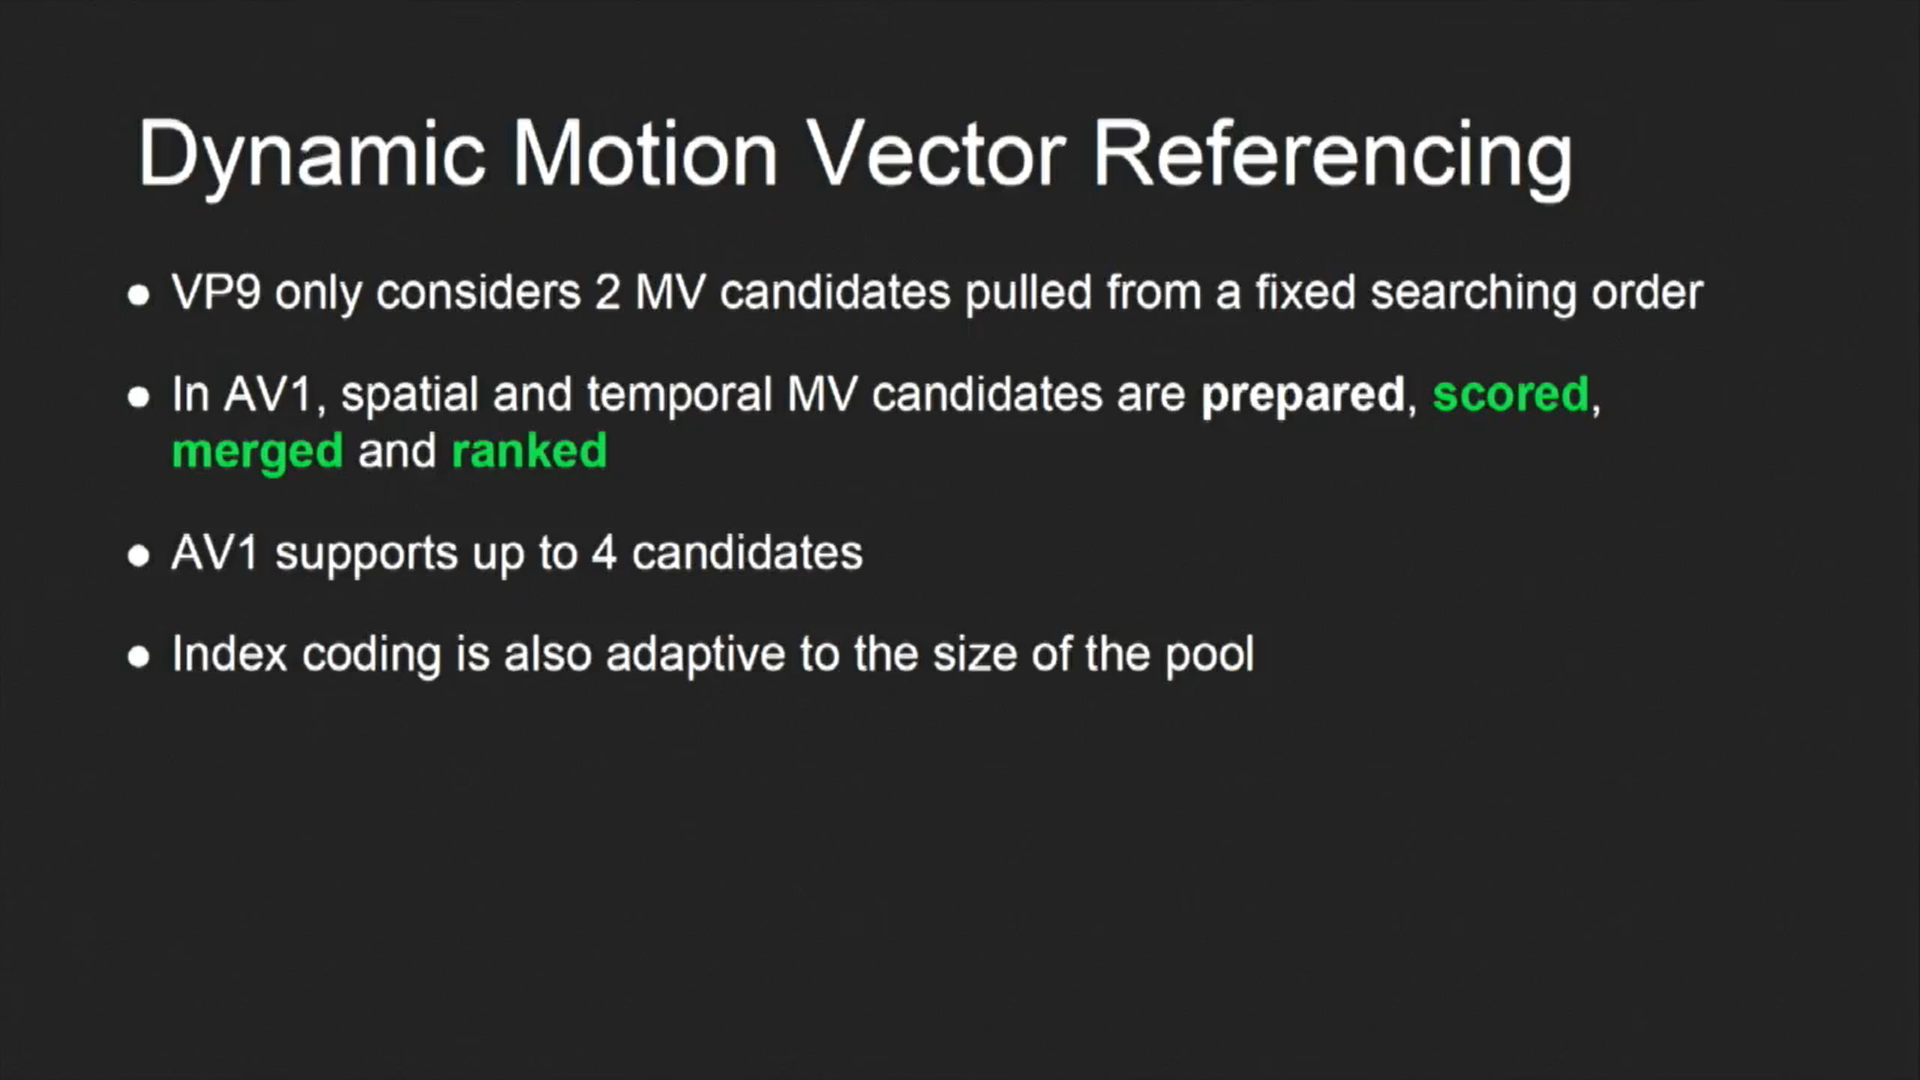 Dynamic Motion Vector Referencing
● VP9 only considers 2 MV candidates pulled from a fixed searching order
● In AV1, spatial and temporal MV candidates are prepared, scored,
merged and ranked
● AV1 supports up to 4 candidates
● Index coding is also adaptive to the size of the pool